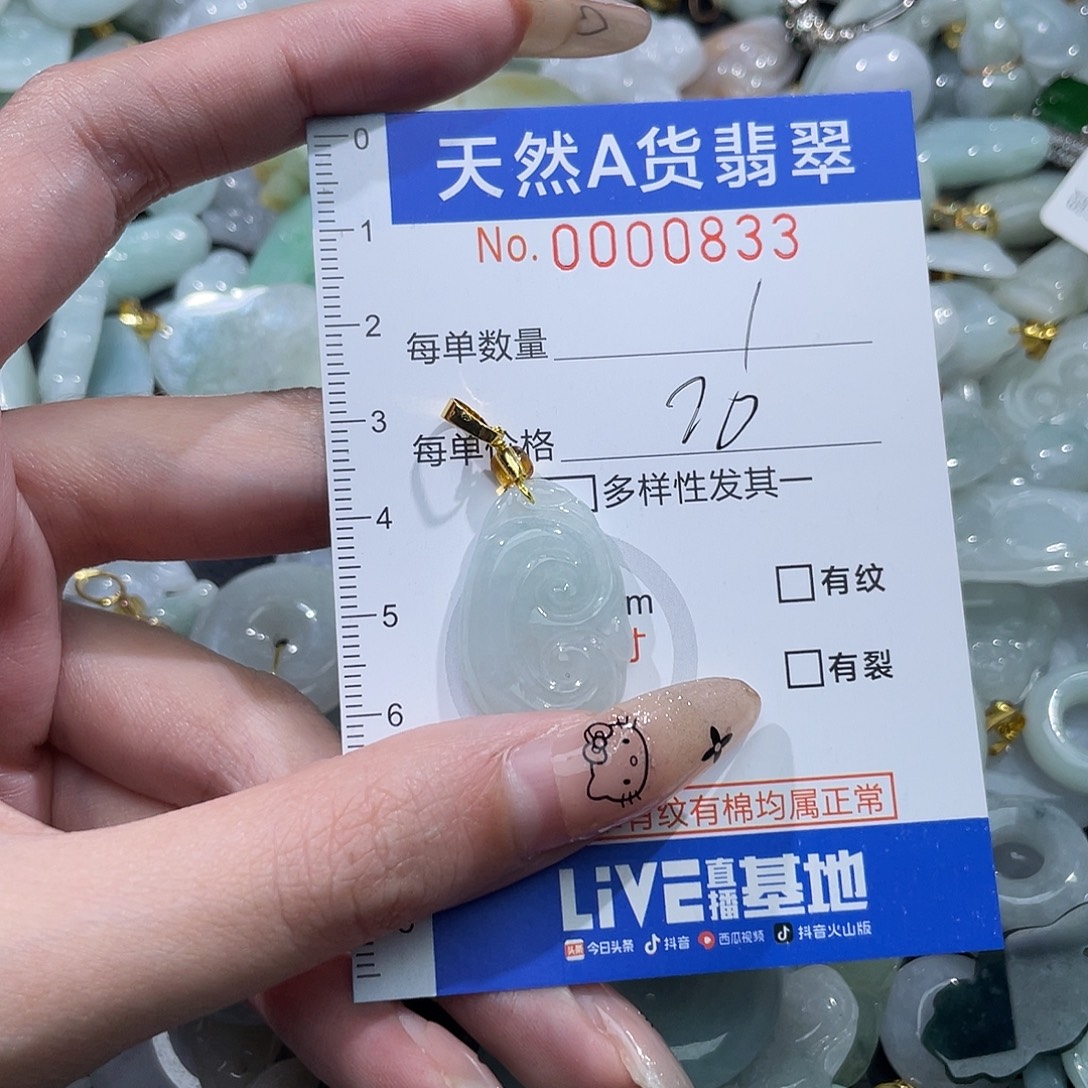 天然A货翡翠
No. 0000833
每单数量 1
每单价格 70
多样性发其一
m
有纹
寸
有裂
有纹有棉均属正常
LiVE直播基地
头条 今日头条 抖音 西瓜视频 抖音火山版
0
1
2
3
4
5
6